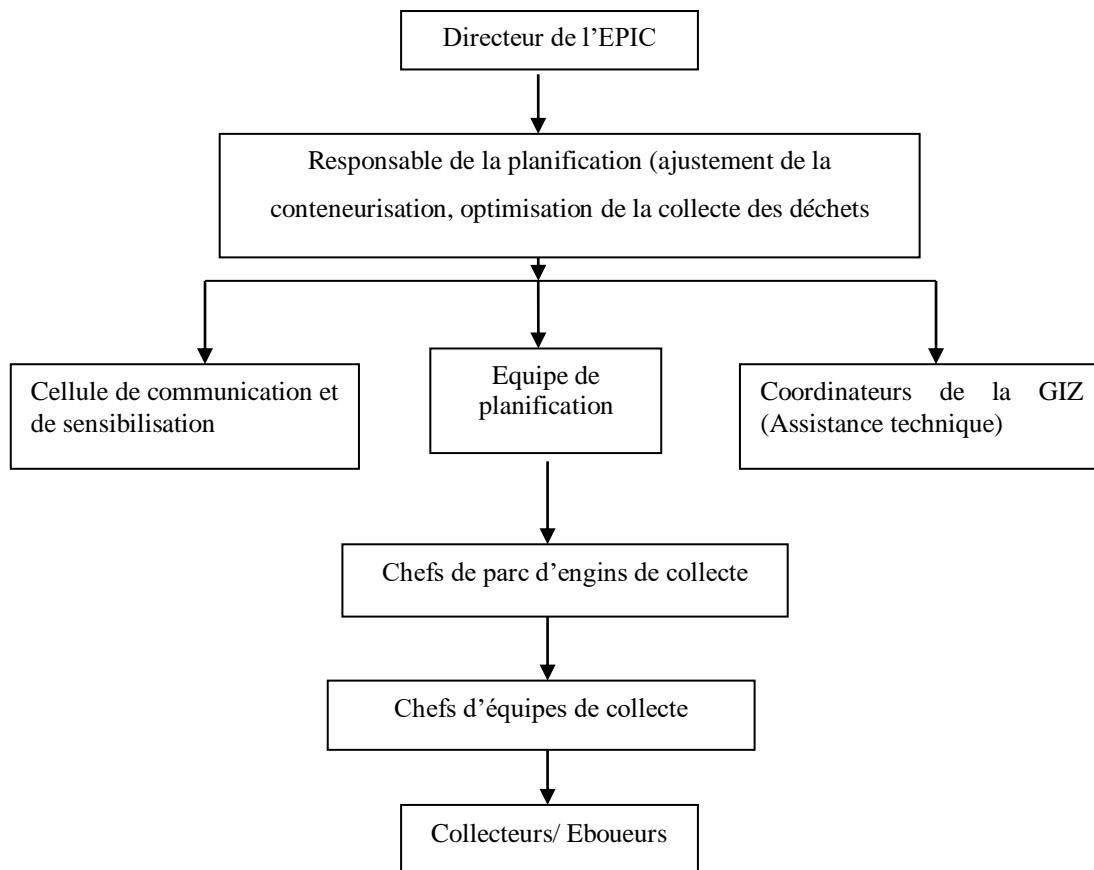 Directeur de l’EPIC
Responsable de la planification (ajustement de la
conteneurisation, optimisation de la collecte des déchets
Cellule de communication et
de sensibilisation
Equipe de
planification
Coordinateurs de la GIZ
(Assistance technique)
Chefs de parc d’engins de collecte
Chefs d’équipes de collecte
Collecteurs/ Eboueurs